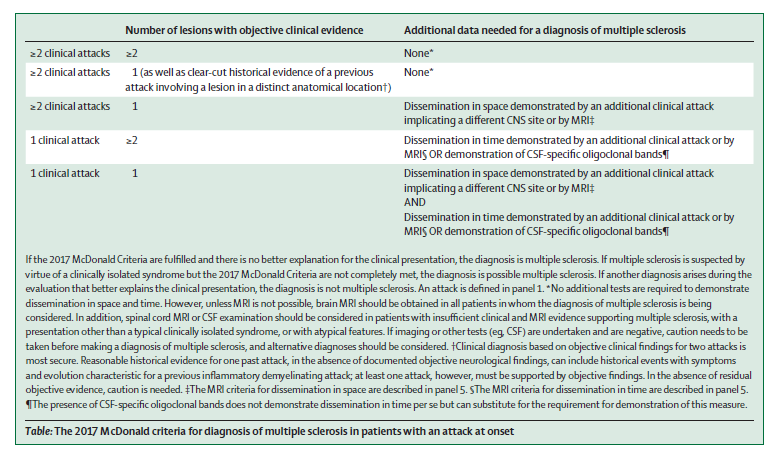 Number of lesions with objective clinical evidence Additional data needed for a diagnosis of multiple sclerosis
≥2 clinical attacks ≥2 None*
≥2 clinical attacks 1 (as well as clear-cut historical evidence of a previous None*
attack involving a lesion in a distinct anatomical location†)
≥2 clinical attacks 1 Dissemination in space demonstrated by an additional clinical attack
implicating a different CNS site or by MRI‡
1 clinical attack ≥2 Dissemination in time demonstrated by an additional clinical attack or by
MRI§ OR demonstration of CSF-specific oligoclonal bands¶
1 clinical attack 1 Dissemination in space demonstrated by an additional clinical attack
implicating a different CNS site or by MRI‡
AND
Dissemination in time demonstrated by an additional clinical attack or by
MRI§ OR demonstration of CSF-specific oligoclonal bands¶
If the 2017 McDonald Criteria are fulfilled and there is no better explanation for the clinical presentation, the diagnosis is multiple sclerosis. If multiple sclerosis is suspected by
virtue of a clinically isolated syndrome but the 2017 McDonald Criteria are not completely met, the diagnosis is possible multiple sclerosis. If another diagnosis arises during the
evaluation that better explains the clinical presentation, the diagnosis is not multiple sclerosis. An attack is defined in panel 1. *No additional tests are required to demonstrate
dissemination in space and time. However, unless MRI is not possible, brain MRI should be obtained in all patients in whom the diagnosis of multiple sclerosis is being
considered. In addition, spinal cord MRI or CSF examination should be considered in patients with insufficient clinical and MRI evidence supporting multiple sclerosis, with a
presentation other than a typical clinically isolated syndrome, or with atypical features. If imaging or other tests (eg, CSF) are undertaken and are negative, caution needs to be
taken before making a diagnosis of multiple sclerosis, and alternative diagnoses should be considered. †Clinical diagnosis based on objective clinical findings for two attacks is
most secure. Reasonable historical evidence for one past attack, in the absence of documented objective neurological findings, can include historical events with symptoms
and evolution characteristic for a previous inflammatory demyelinating attack; at least one attack, however, must be supported by objective findings. In the absence of residual
objective evidence, caution is needed. ‡The MRI criteria for dissemination in space are described in panel 5. §The MRI criteria for dissemination in time are described in panel 5.
¶The presence of CSF-specific oligoclonal bands does not demonstrate dissemination in time per se but can substitute for the requirement for demonstration of this measure.
Table: The 2017 McDonald criteria for diagnosis of multiple sclerosis in patients with an attack at onset